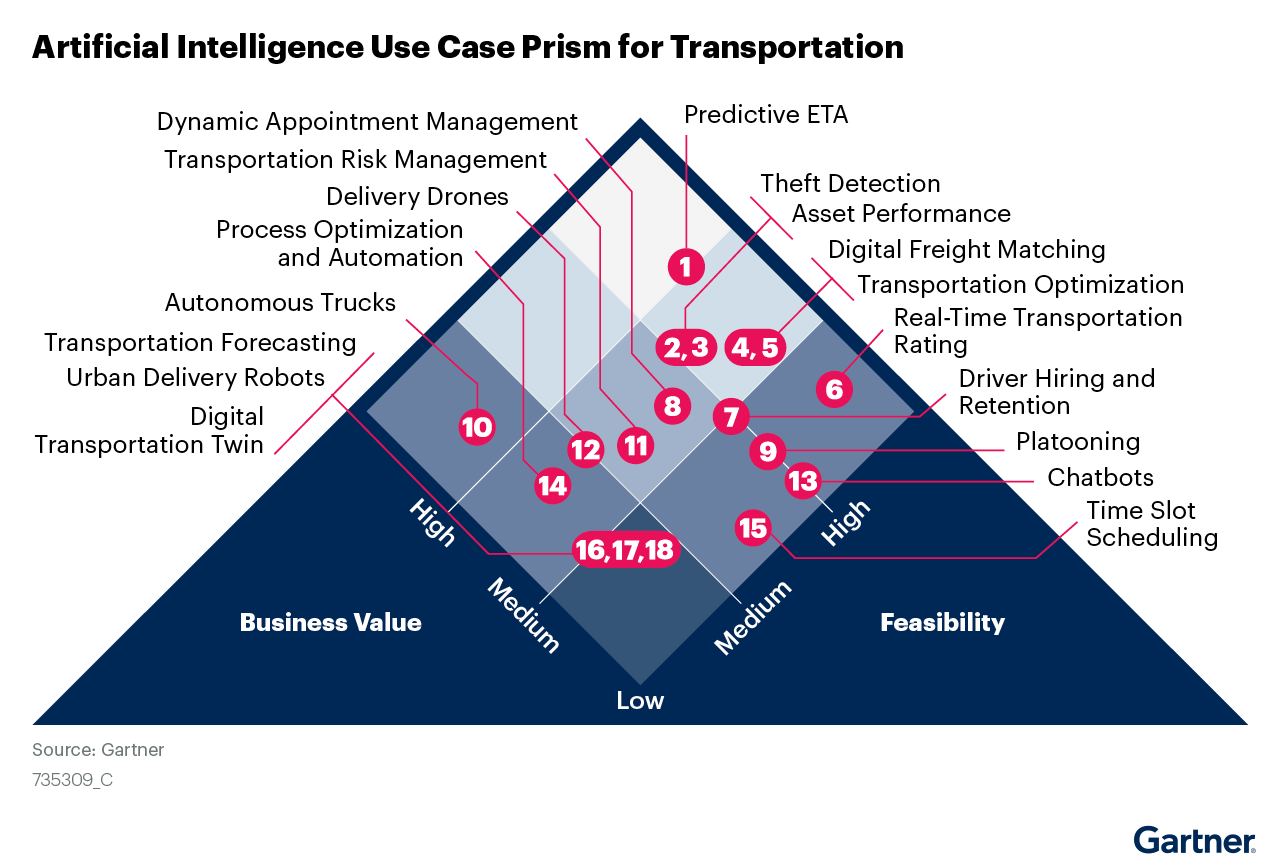 Artificial Intelligence Use Case Prism for Transportation
Predictive ETA
Dynamic Appointment Management
Transportation Risk Management
Delivery Drones
Process Optimization
and Automation
Autonomous Trucks
Transportation Forecasting
Urban Delivery Robots
Digital
Transportation Twin
Theft Detection
Asset Performance
Digital Freight Matching
Transportation Optimization
Real-Time Transportation
Rating
Driver Hiring and
Retention
Platooning
Chatbots
Time Slot
Scheduling
1
2, 3
4, 5
6
8
7
10
12
11
9
14
13
15
16,17,18
High
High
Medium
Medium
Low
Business Value
Feasibility
Source: Gartner
735309_C
Gartner®